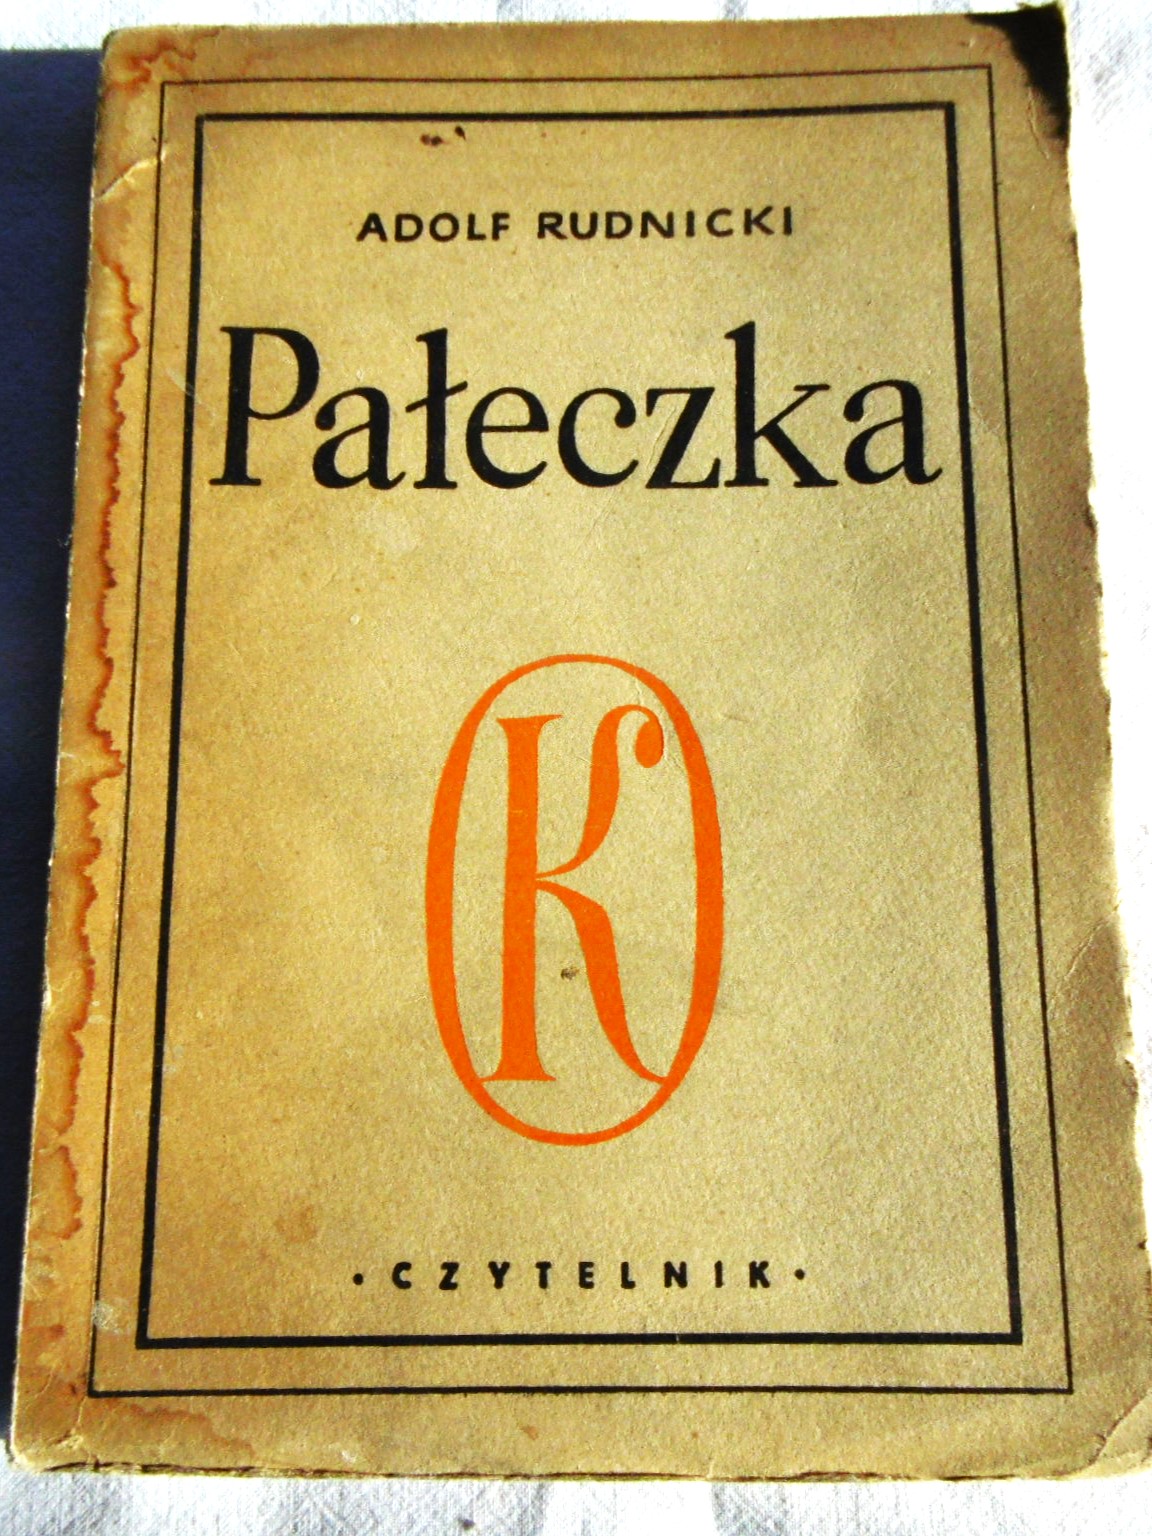 ADOLF RUDNICKI
Pałeczka
K
• CZYTELNIK •